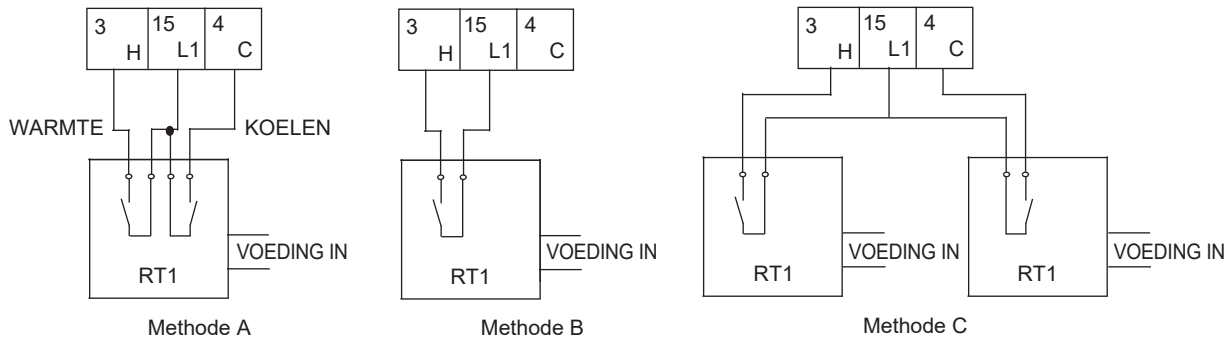 3 15 4 3 15 4 3 15 4
H L1 C H L1 C H L1 C
WARMTE KOELEN
VOEDING IN VOEDING IN VOEDING IN VOEDING IN
RT1 RT1 RT1 RT1
Methode A Methode B Methode C